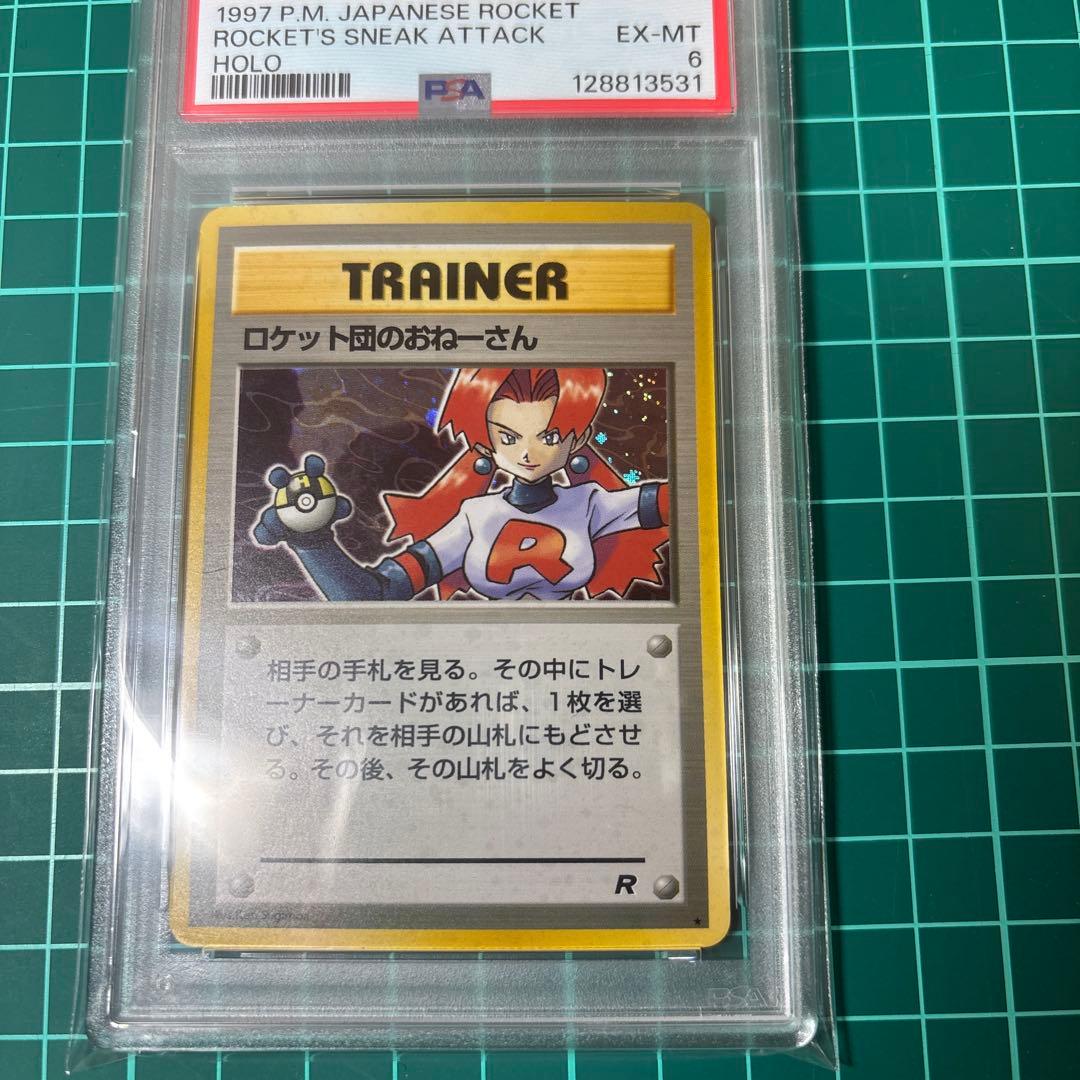 1997 P.M. JAPANESE ROCKET
ROCKET'S SNEAK ATTACK EX-MT
HOLO 6
PSA 128813531
TRAINER
ロケット団のおねーさん
R
相手の手札を見る。その中にトレ
ーナーカードがあれば、1枚を選
び、それを相手の山札にもどさせ
る。その後、その山札をよく切る。
R
Illus. Ken Sugimori
PSA